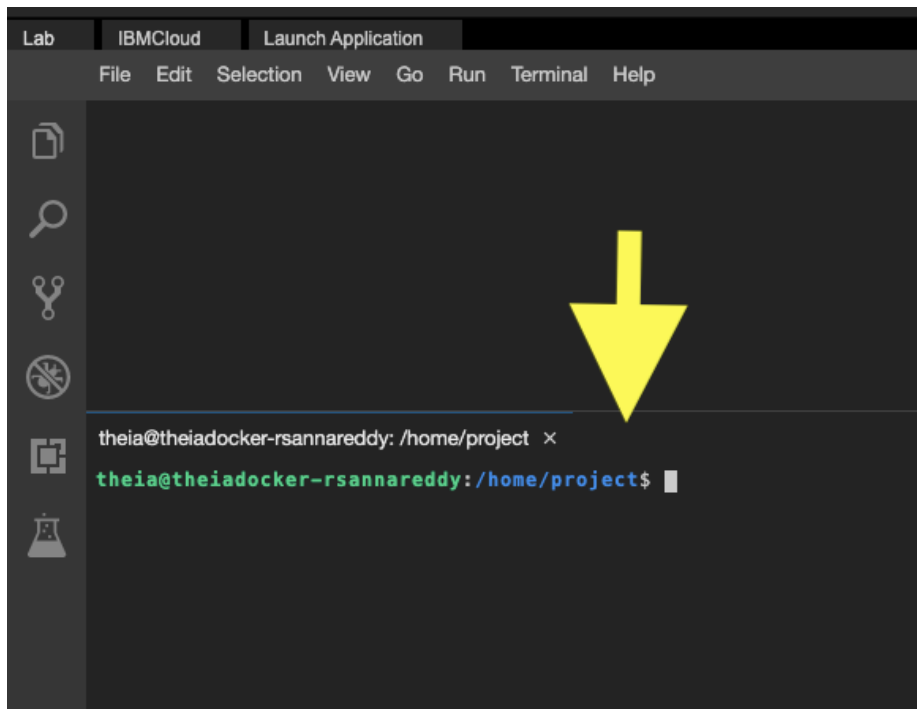 Lab IBMCloud Launch Application
File Edit Selection View Go Run Terminal Help
theia@theiadocker-rsannareddy: /home/project ×
theia@theiadocker-rsannareddy:/home/project$